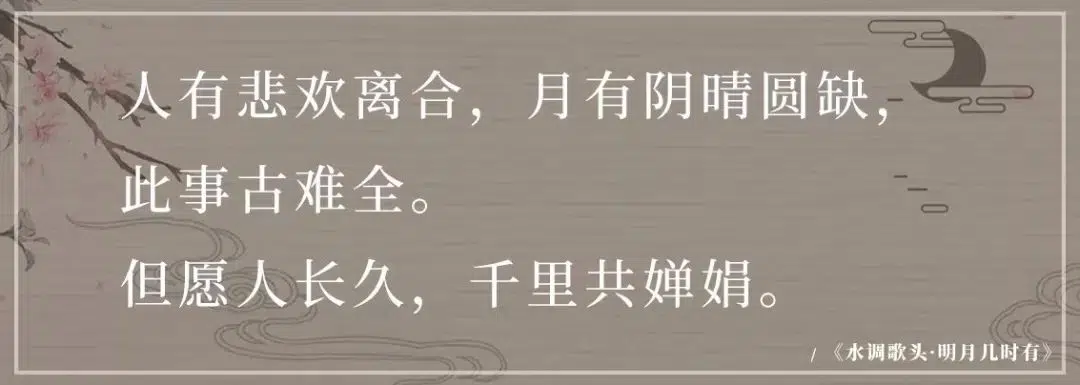 人有悲欢离合，月有阴晴圆缺，
此事古难全。
但愿人长久，千里共婵娟。
/《水调歌头·明月几时有》